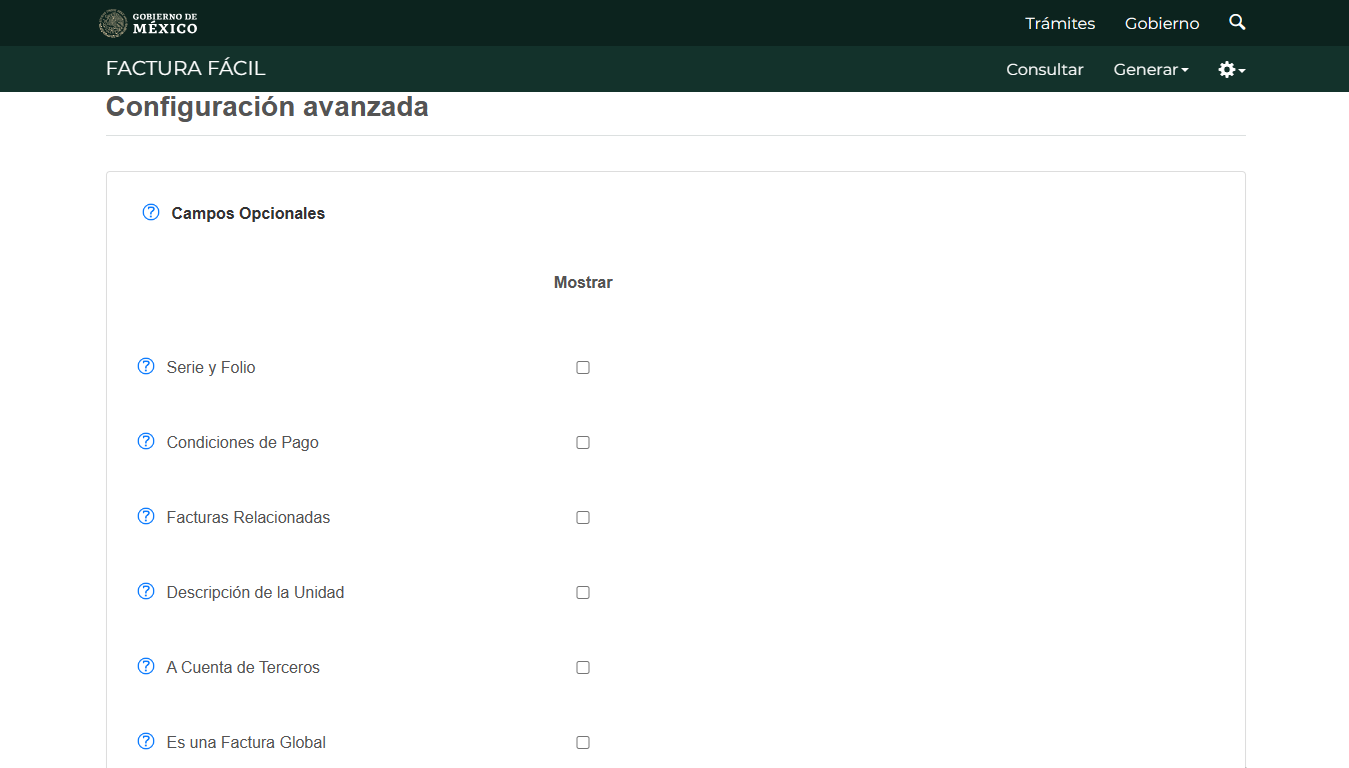 GOBIERNO DE
MÉXICO
Trámites
Gobierno
FACTURA FÁCIL
Consultar
Generar
Configuración avanzada
Campos Opcionales
Mostrar
Serie y Folio
Condiciones de Pago
Facturas Relacionadas
Descripción de la Unidad
A Cuenta de Terceros
Es una Factura Global